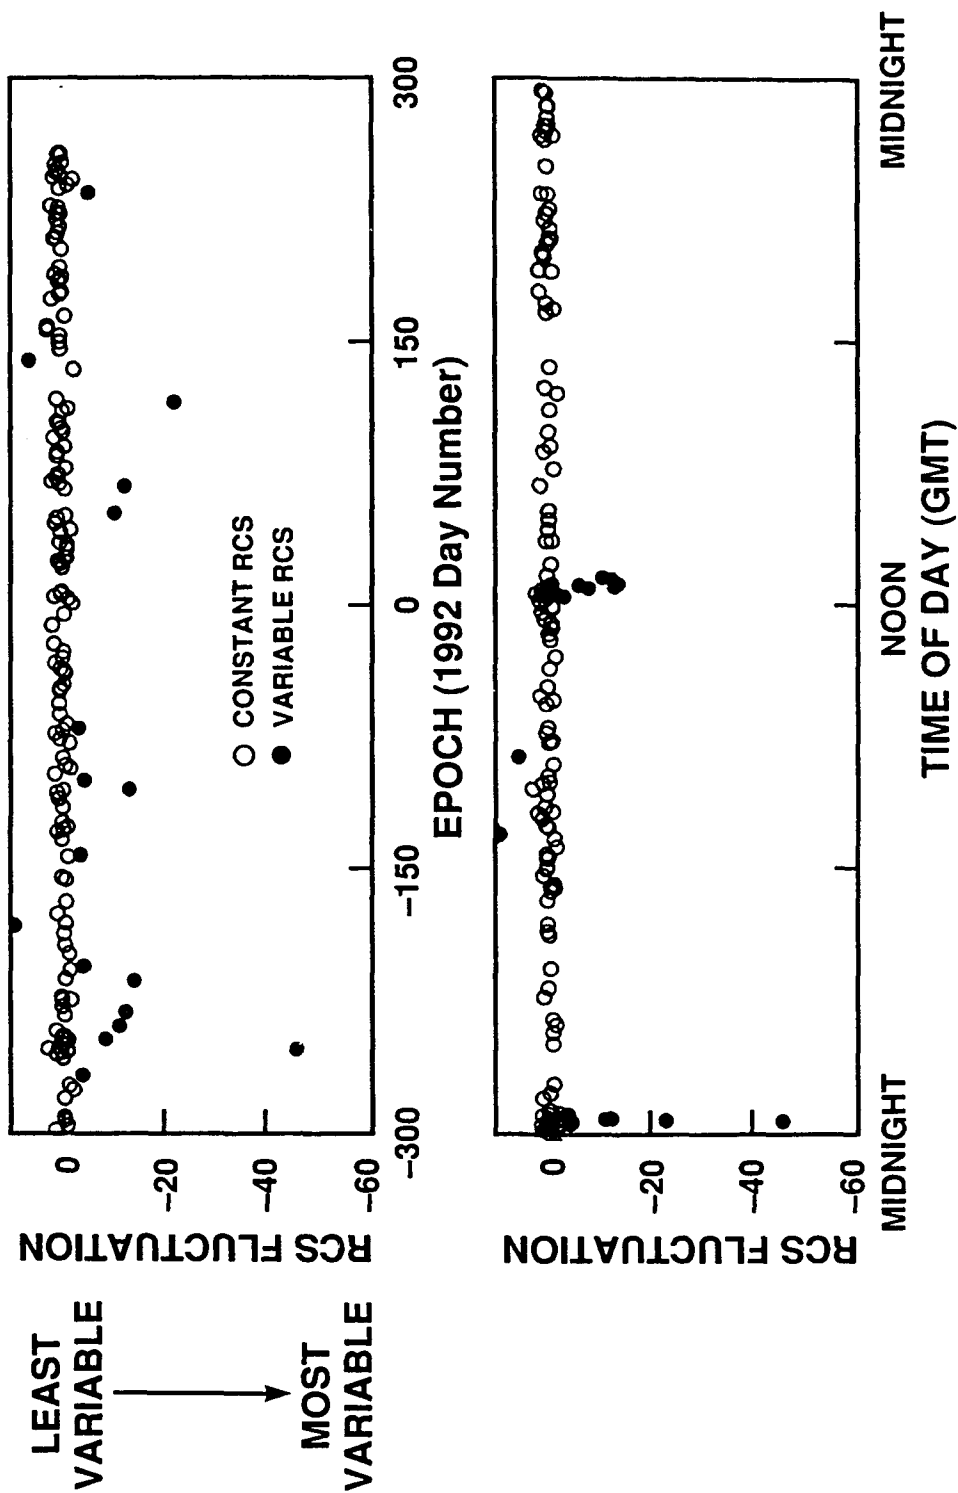 LEAST
VARIABLE
MOST
VARIABLE
RCS FLUCTUATION
0
−20
−40
−60
−300
−150
0
150
300
EPOCH (1992 Day Number)
CONSTANT RCS
VARIABLE RCS
RCS FLUCTUATION
0
−20
−40
−60
MIDNIGHT
NOON
MIDNIGHT
TIME OF DAY (GMT)